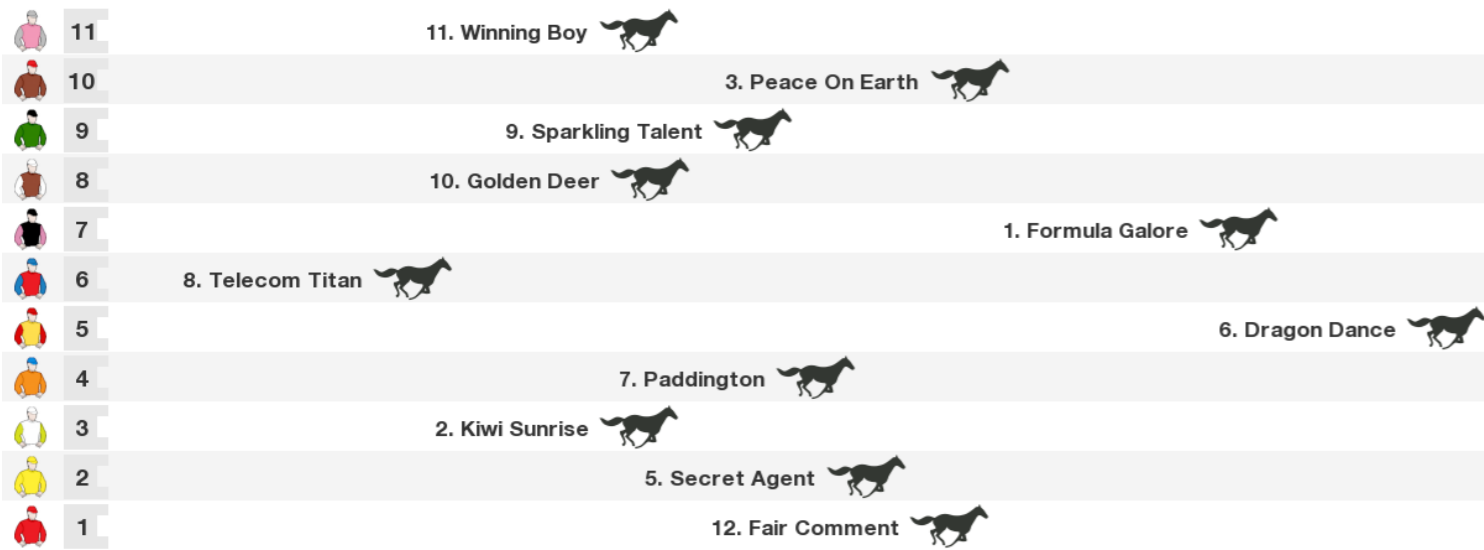 11 11. Winning Boy
10 3. Peace On Earth
9 9. Sparkling Talent
8 10. Golden Deer
7 1. Formula Galore
6 8. Telecom Titan
5 6. Dragon Dance
4 7. Paddington
3 2. Kiwi Sunrise
2 5. Secret Agent
1 12. Fair Comment